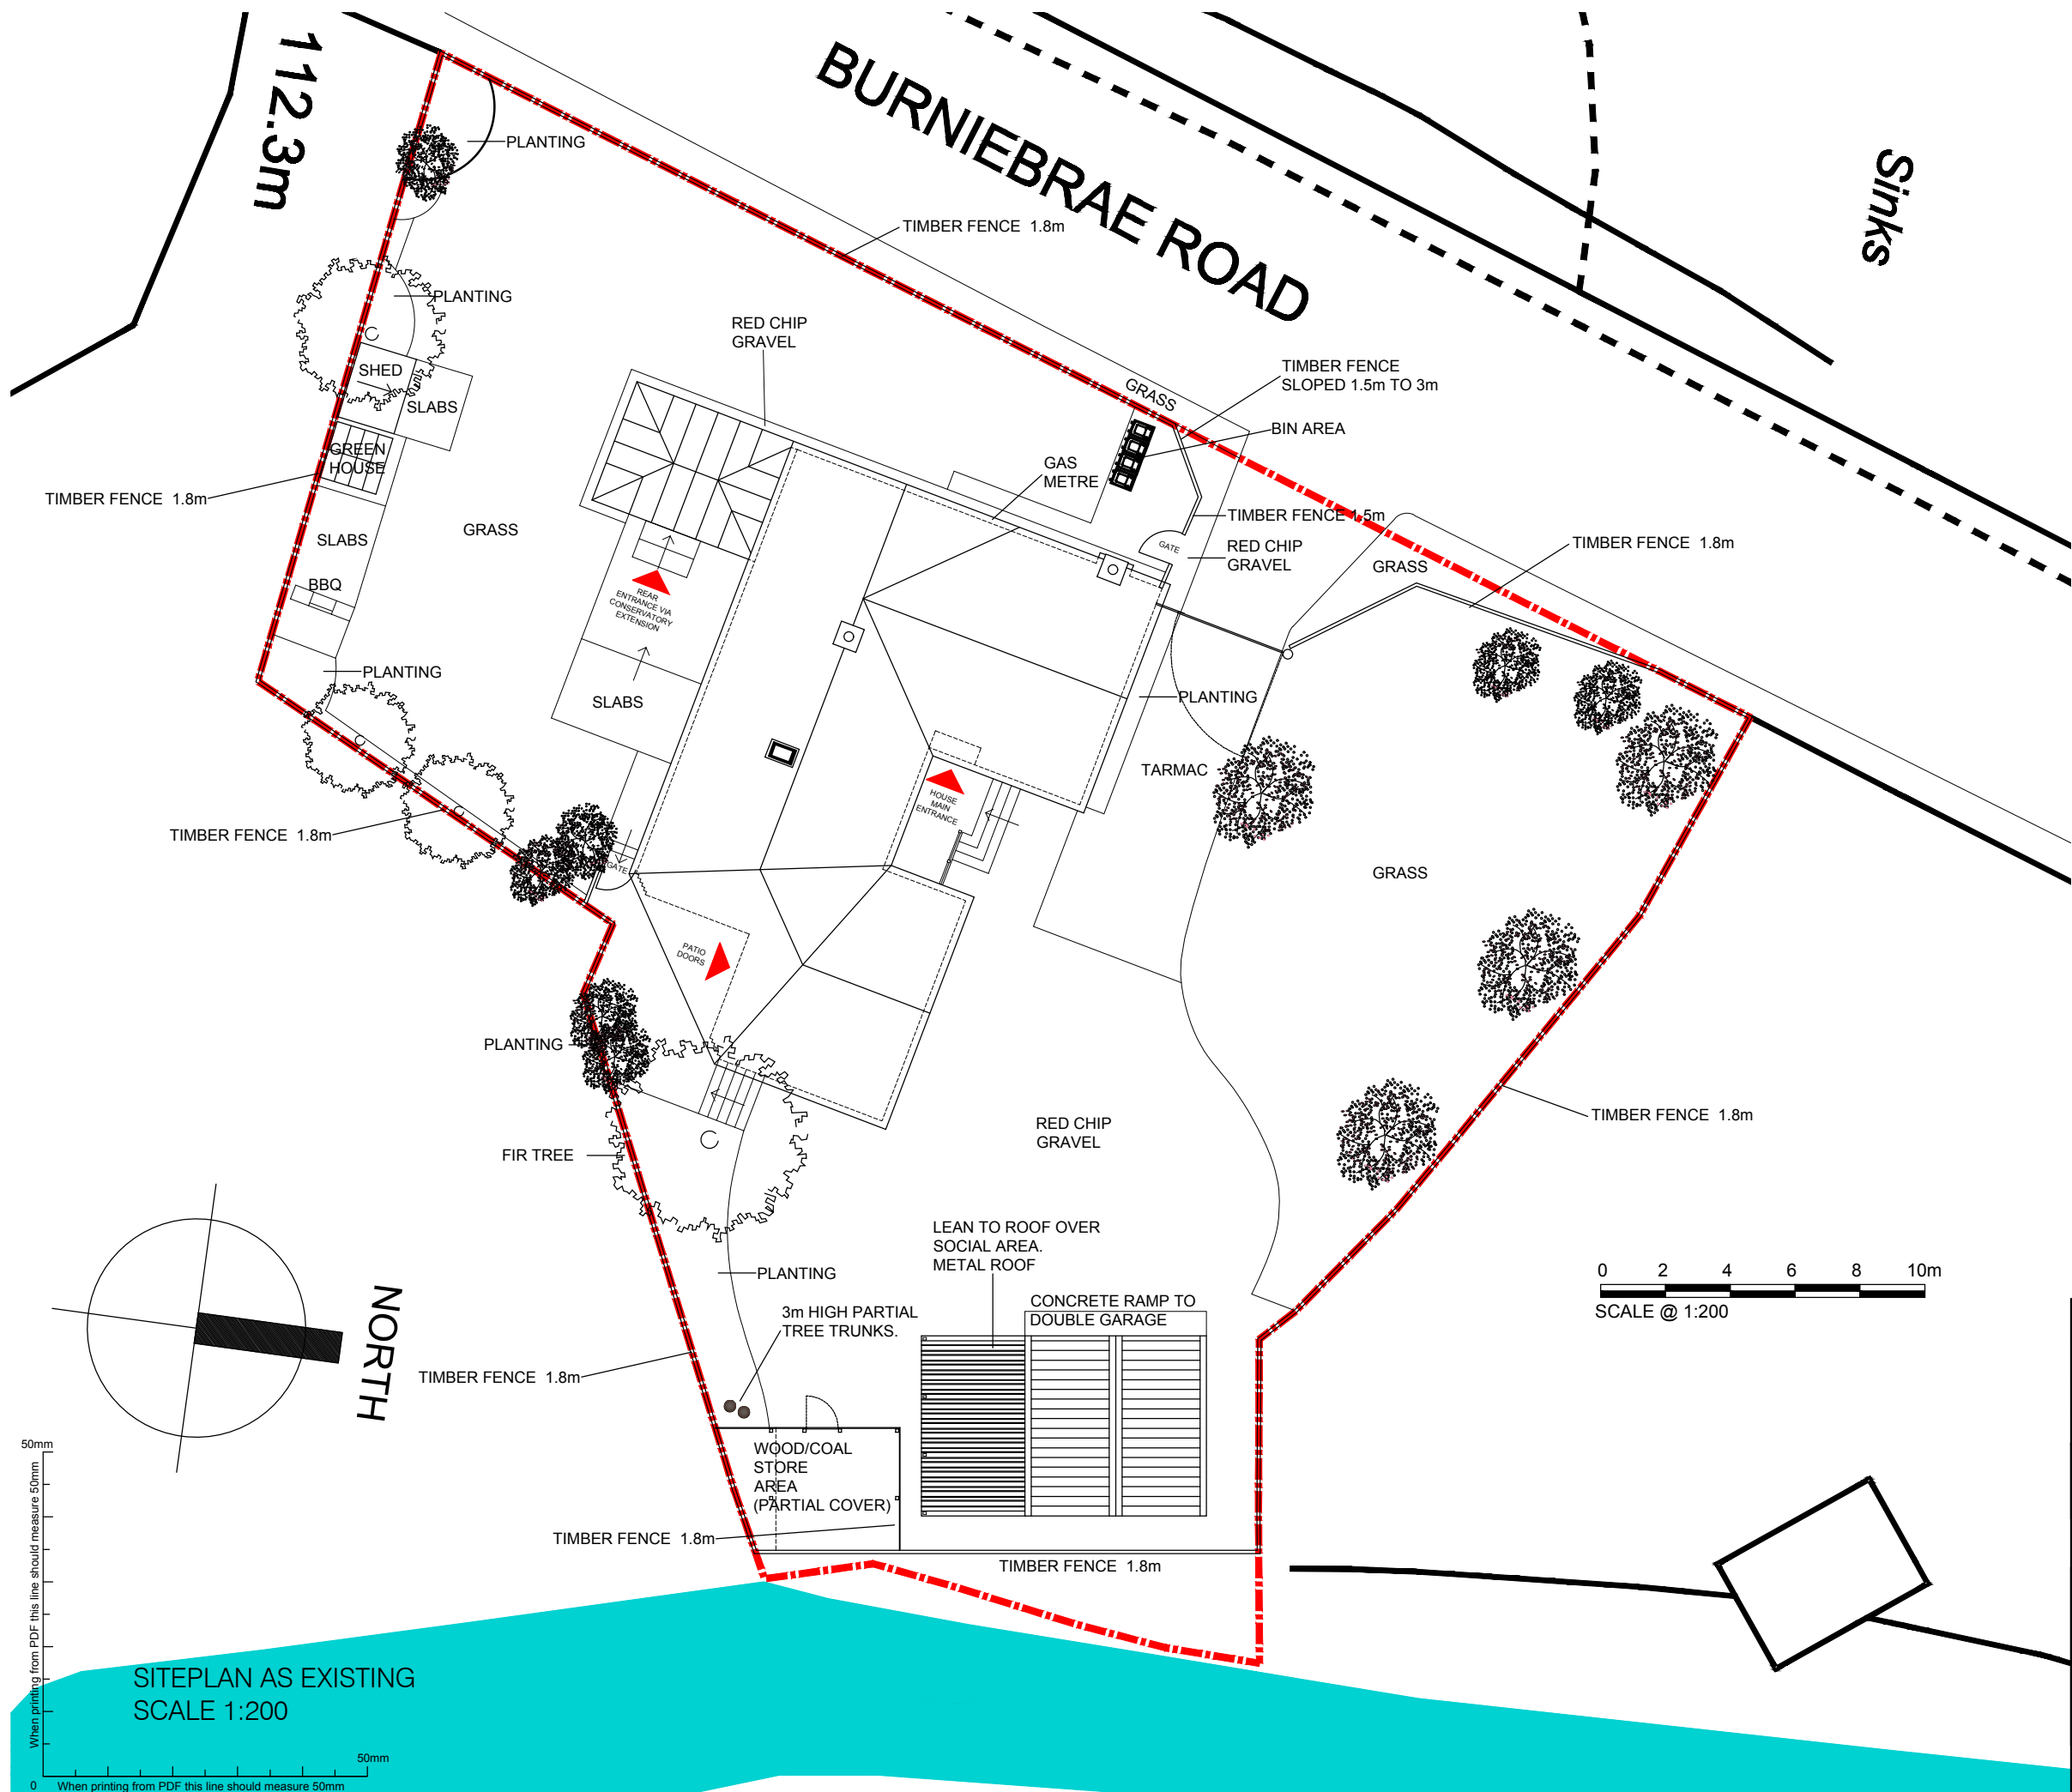 112.3m
BURNIEBRAE ROAD
Sinks
PLANTING
TIMBER FENCE 1.8m
PLANTING
RED CHIP
GRAVEL
SHED
SLABS
GRASS
TIMBER FENCE
SLOPED 1.5m TO 3m
BIN AREA
GREEN
HOUSE
GAS
METRE
TIMBER FENCE 1.8m
TIMBER FENCE 1.5m
GATE
RED CHIP
GRAVEL
GRASS
TIMBER FENCE 1.8m
GRASS
SLABS
BBQ
REAR
ENTRANCE VIA
CONSERVATORY
EXTENSION
PLANTING
SLABS
PLANTING
TARMAC
HOUSE
MAIN
ENTRANCE
TIMBER FENCE 1.8m
GATE
GRASS
PATIO
DOORS
PLANTING
RED CHIP
GRAVEL
TIMBER FENCE 1.8m
FIR TREE
LEAN TO ROOF OVER
SOCIAL AREA.
METAL ROOF
PLANTING
CONCRETE RAMP TO
DOUBLE GARAGE
0 2 4 6 8 10m
SCALE @ 1:200
NORTH
3m HIGH PARTIAL
TREE TRUNKS.
TIMBER FENCE 1.8m
WOOD/COAL
STORE
AREA
(PARTIAL COVER)
TIMBER FENCE 1.8m
TIMBER FENCE 1.8m
50mm
When printing from PDF this line should measure 50mm
SITEPLAN AS EXISTING
SCALE 1:200
50mm
0
When printing from PDF this line should measure 50mm